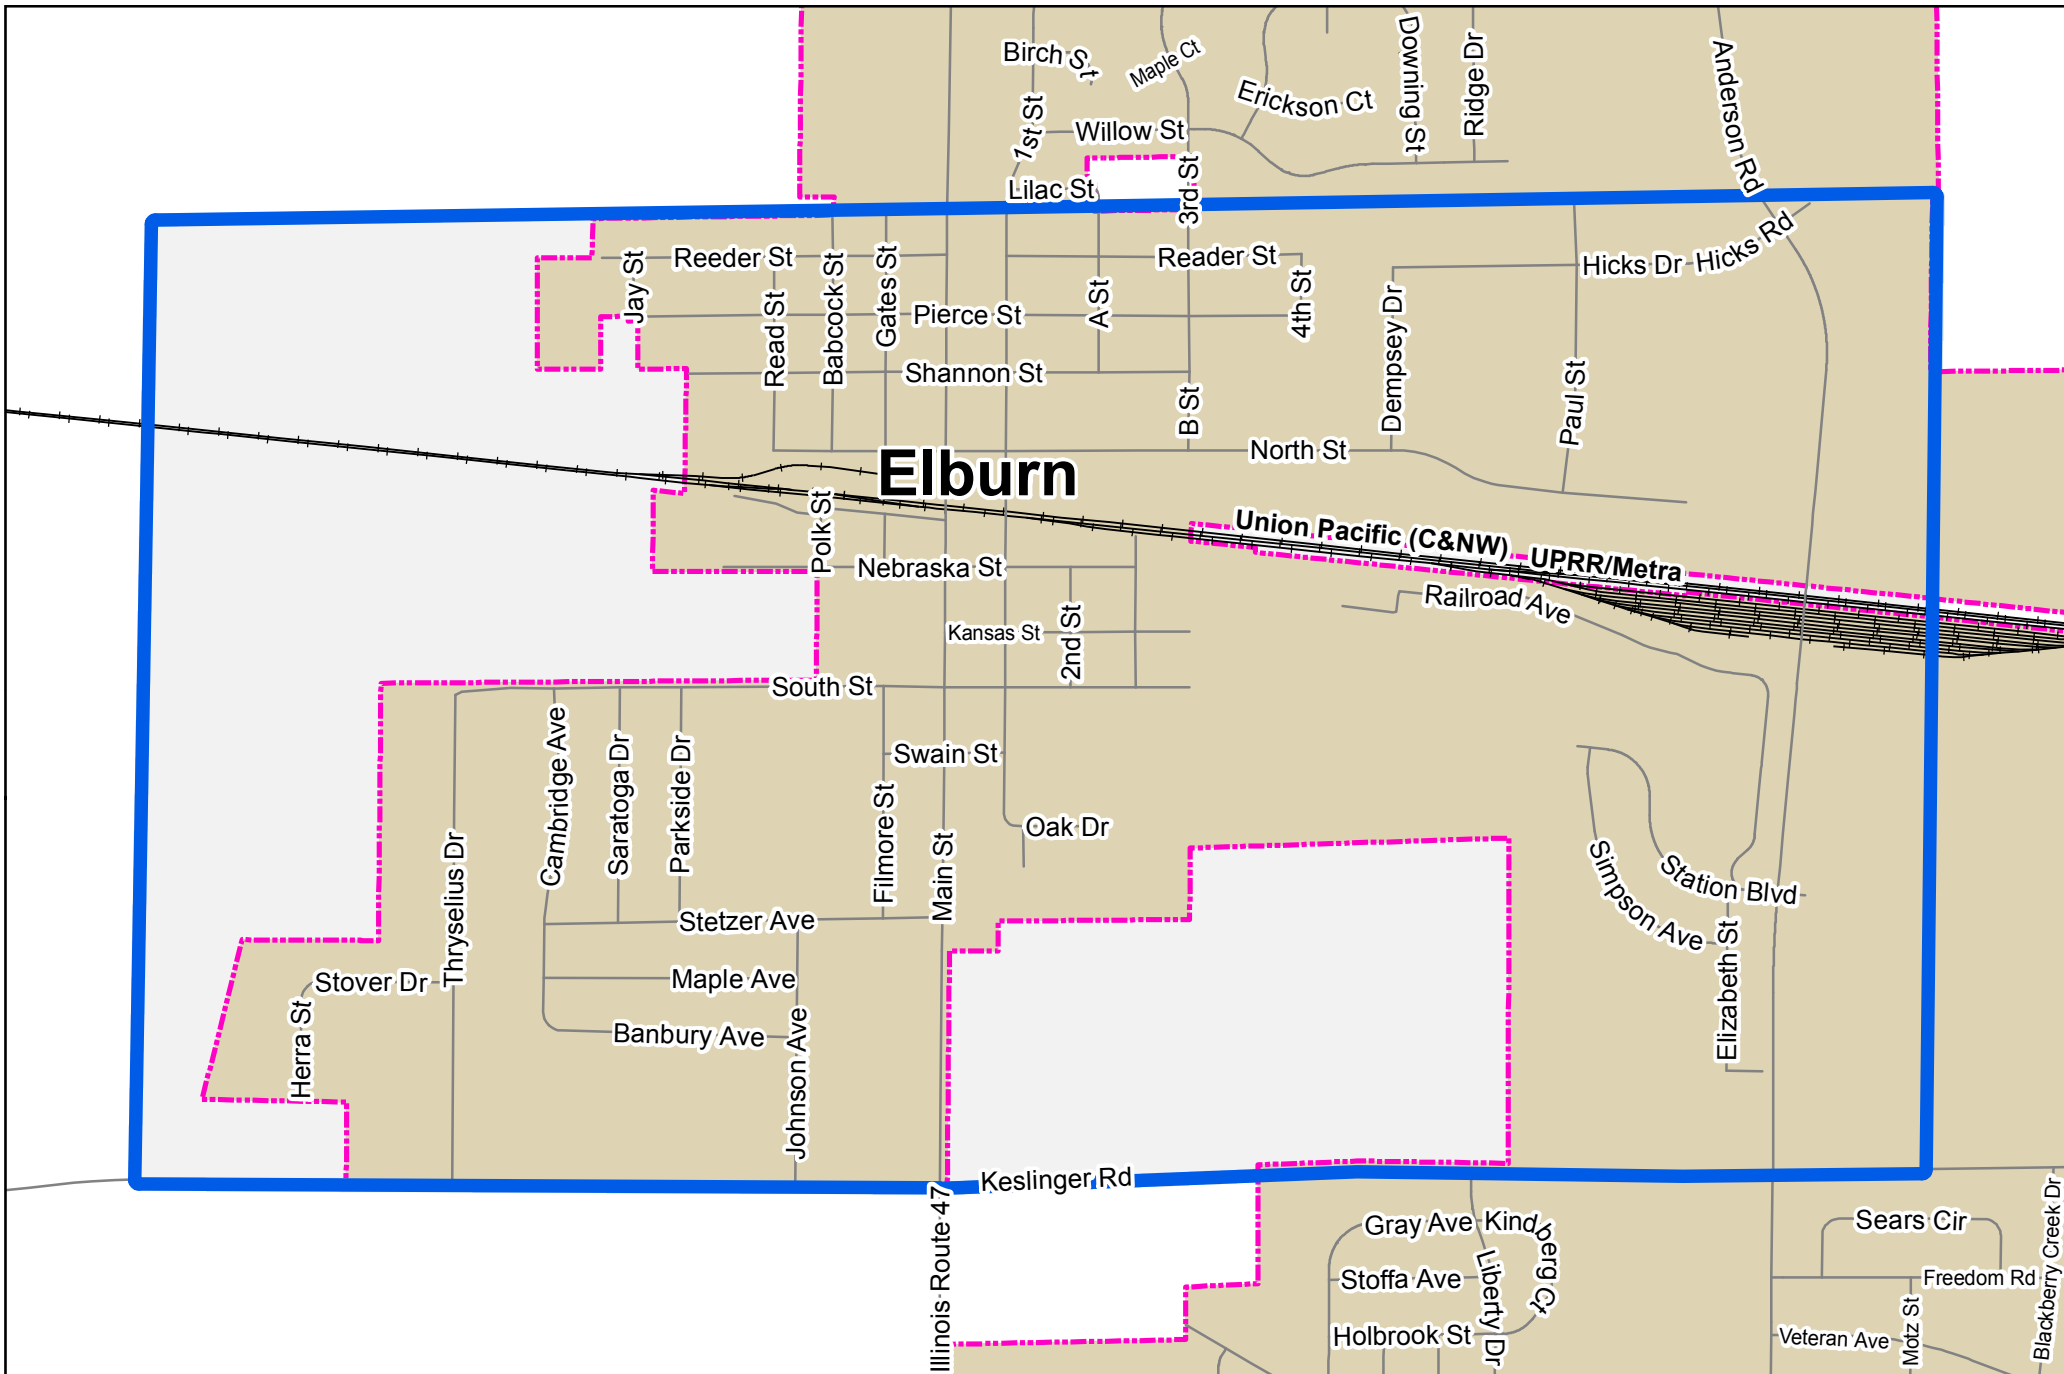 Birch St
Maple Ct
Erickson Ct
Downing St
Ridge Dr
Anderson Rd
1st St
Willow St
Lilac St
3rd St
Jay St
Reeder St
Read St
Babcock St
Gates St
Reader St
A St
4th St
Hicks Dr
Hicks Rd
Pierce St
Dempsey Dr
Shannon St
B St
Paul St
North St
Elburn
Polk St
Union Pacific (C&NW)
UPRR/Metra
Nebraska St
Railroad Ave
Kansas St
2nd St
South St
Cambridge Ave
Saratoga Dr
Parkside Dr
Swain St
Filmore St
Main St
Oak Dr
Thryselius Dr
Simpson Ave
Station Blvd
Stetzer Ave
Elizabeth St
Stover Dr
Maple Ave
Herra St
Banbury Ave
Johnson Ave
Keslinger Rd
Illinois Route 47
Gray Ave
Kindberg Ct
Liberty Dr
Stoffa Ave
Holbrook St
Sears Cir
Freedom Rd
Blackberry Creek Dr
Motz St
Veteran Ave